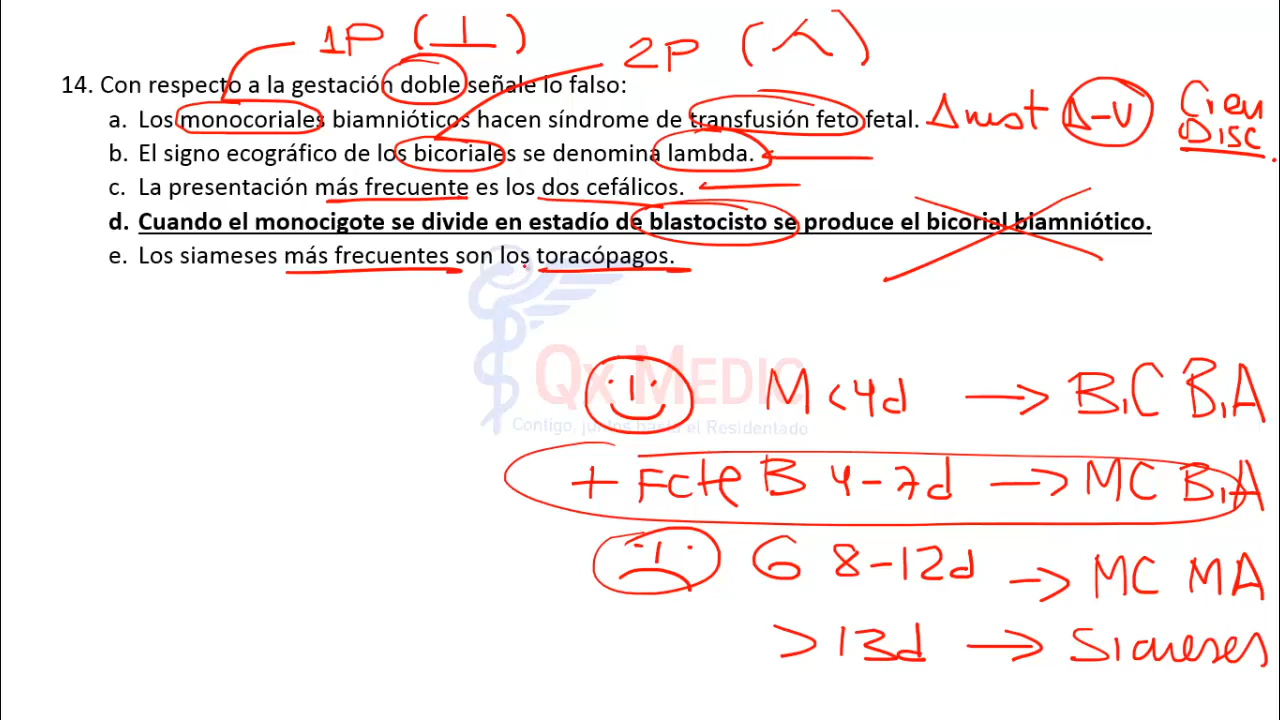 1P (⊥) 2P (⅄)
14. Con respecto a la gestación doble señale lo falso:
a. Los monocoriales biamnióticos hacen síndrome de transfusión feto fetal. Anast A-V Crecu Disc
b. El signo ecográfico de los bicoriales se denomina lambda.
c. La presentación más frecuente es los dos cefálicos.
d. Cuando el monocigote se divide en estadío de blastocisto se produce el bicorial biamniótico.
e. Los siameses más frecuentes son los toracópagos.
Qx MEDIC
Contigo, juntos hasta el Residentado
M <4d → BiC BiA
+ Fcte B 4-7d → MC BiA
G 8-12d → MC MA
>13d → Siameses